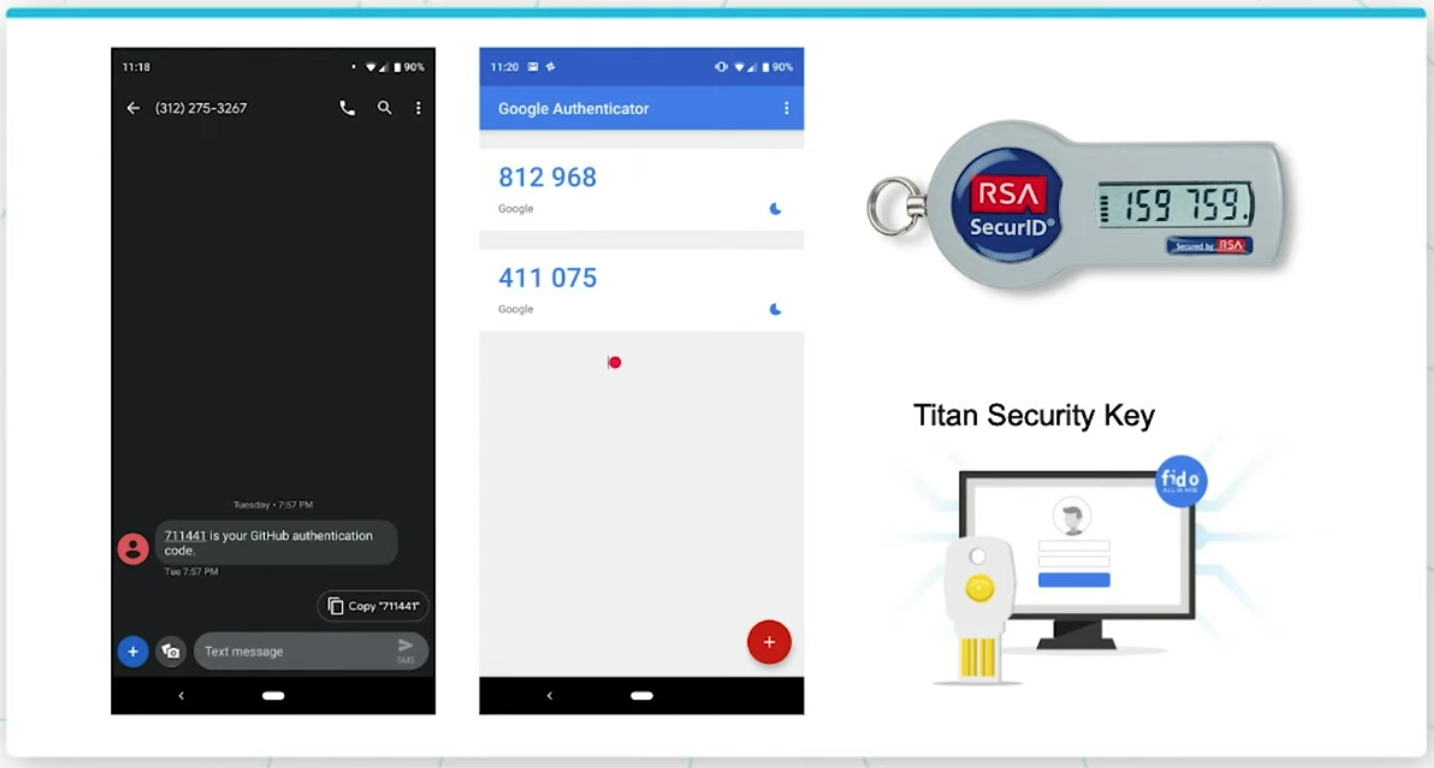 11:18
90%
(312) 275-3267
Tuesday • 7:57 PM
711441 is your GitHub authentication
code.
Tue 7:57 PM
Copy "711441"
Text message
SMS
11:20
90%
Google Authenticator
812 968
Google
411 075
Google
RSA
SecurID®
159 759.
Secured by RSA
Titan Security Key
fido